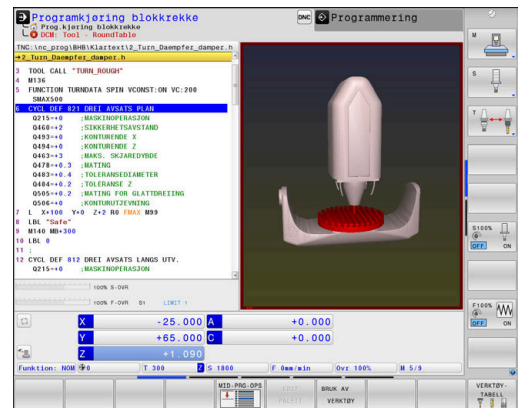 Programkjøring blokkrekke
Prog.kjøring blokkrekke
DCM: Tool - RoundTable
DNC
Programmering
TNC:\nc_prog\BHB\Klartext\2_Turn_Daempfer_damper.h
→2_Turn_Daempfer_damper.h
3 TOOL CALL "TURN_ROUGH"
4 M136
5 FUNCTION TURNDATA SPIN VCONST:ON VC:200
SMAX500
6 CYCL DEF 821 DREI AVSATS PLAN
Q215=+0 ;MASKINOPERASJON
Q460=+2 ;SIKKERHETSAVSTAND
Q493=+0 ;KONTURENDE X
Q494=+0 ;KONTURENDE Z
Q463=+3 ;MAKS. SKJAREDYBDE
Q478=+0.3 ;MATING
Q483=+0.4 ;TOLERANSEDIAMETER
Q484=+0.2 ;TOLERANSE Z
Q505=+0.2 ;MATING FOR GLATTDREIING
Q506=+0 ;KONTURUTJEVNING
7 L X+100 Y+0 Z+2 R0 FMAX M99
8 LBL "Safe"
9 M140 MB+300
10 LBL 0
11 ;
12 CYCL DEF 812 DREI AVSATS LANGS UTV.
Q215=+0 ;MASKINOPERASJON
100% S-OVR
100% F-OVR S1 LIMIT 1
X -25.000 A +0.000
Y +65.000 C +0.000
Z +1.090
Funktion: NOM 0 T 300 Z S 1800 F 0mm/min Ovr 100% M 5/9
M
S
T
S100%
OFF ON
F100%
OFF ON
MID-PRG-OPS
EDIT
PALETT
BRUK AV
VERKTØY
VERKTØY-
TABELL